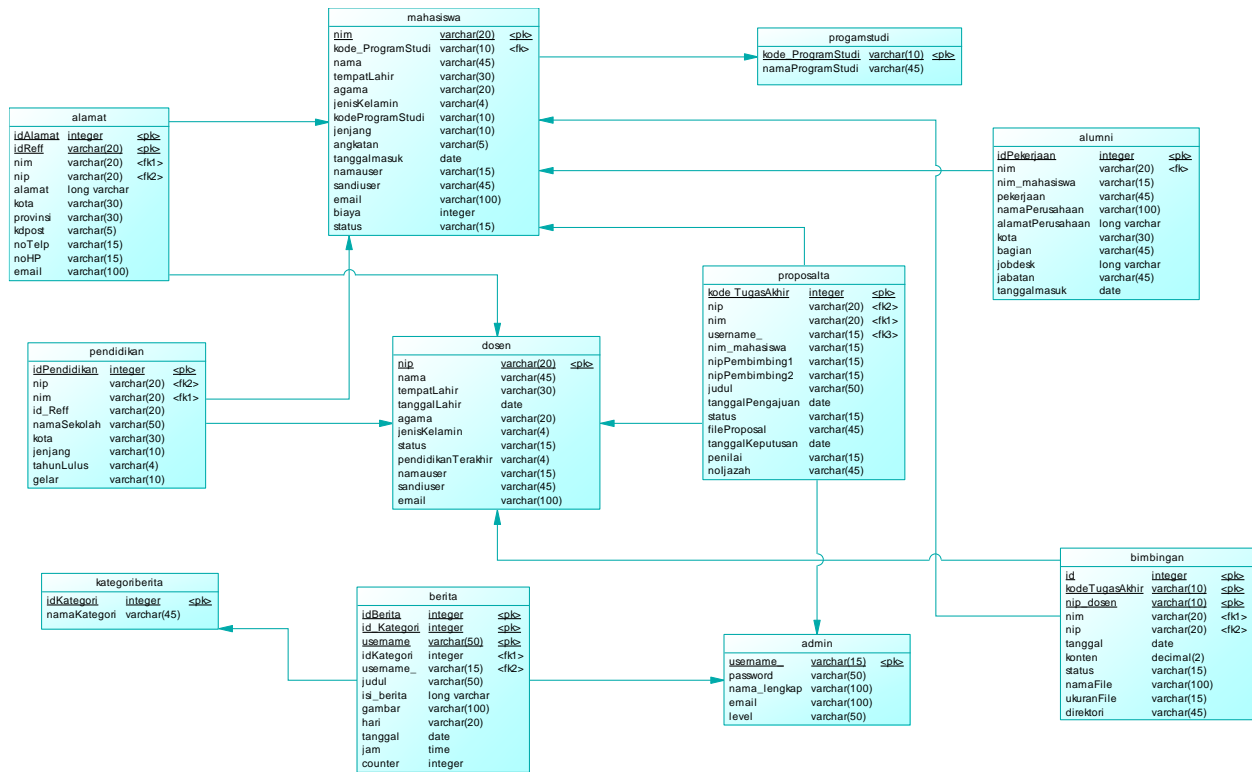 mahasiswa
nim varchar(20) <pk>
kode_ProgramStudi varchar(10) <fk>
nama varchar(45)
tempatLahir varchar(30)
agama varchar(20)
jenisKelamin varchar(4)
kodeProgramStudi varchar(10)
jenjang varchar(10)
angkatan varchar(5)
tanggalmasuk date
namauser varchar(15)
sandiuser varchar(45)
email varchar(100)
biaya integer
status varchar(15)
progamstudi
kode_ProgramStudi varchar(10) <pk>
namaProgramStudi varchar(45)
alamat
idAlamat integer <pk>
idReff varchar(20) <pk>
nim varchar(20) <fk1>
nip varchar(20) <fk2>
alamat long varchar
kota varchar(30)
provinsi varchar(30)
kdpost varchar(5)
noTelp varchar(15)
noHP varchar(15)
email varchar(100)
alumni
idPekerjaan integer <pk>
nim varchar(20) <fk>
nim_mahasiswa varchar(15)
pekerjaan varchar(45)
namaPerusahaan varchar(100)
alamatPerusahaan long varchar
kota varchar(30)
bagian varchar(45)
jobdesk long varchar
jabatan varchar(45)
tanggalmasuk date
proposalta
kode_TugasAkhir integer <pk>
nip varchar(20) <fk2>
nim varchar(20) <fk1>
username_ varchar(15) <fk3>
nim_mahasiswa varchar(15)
nipPembimbing1 varchar(15)
nipPembimbing2 varchar(15)
judul varchar(50)
tanggalPengajuan date
status varchar(15)
fileProposal varchar(45)
tanggalKeputusan date
penilai varchar(15)
noIjazah varchar(45)
dosen
nip varchar(20) <pk>
nama varchar(45)
tempatLahir varchar(30)
tanggalLahir date
agama varchar(20)
jenisKelamin varchar(4)
status varchar(15)
pendidikanTerakhir varchar(4)
namauser varchar(15)
sandiuser varchar(45)
email varchar(100)
pendidikan
idPendidikan integer <pk>
nip varchar(20) <fk2>
nim varchar(20) <fk1>
id_Reff varchar(20)
namaSekolah varchar(50)
kota varchar(30)
jenjang varchar(10)
tahunLulus varchar(4)
gelar varchar(10)
kategoriberita
idKategori integer <pk>
namaKategori varchar(45)
berita
idBerita integer <pk>
id_Kategori integer <pk>
username varchar(50) <pk>
idKategori integer <fk1>
username_ varchar(15) <fk2>
judul varchar(50)
isi_berita long varchar
gambar varchar(100)
hari varchar(20)
tanggal date
jam time
counter integer
admin
username_ varchar(15) <pk>
password varchar(50)
nama_lengkap varchar(100)
email varchar(100)
level varchar(50)
bimbingan
id integer <pk>
kodeTugasAkhir varchar(10) <pk>
nip_dosen varchar(10) <pk>
nim varchar(20) <fk1>
nip varchar(20) <fk2>
tanggal date
konten decimal(2)
status varchar(15)
namaFile varchar(100)
ukuranFile varchar(15)
direktori varchar(45)